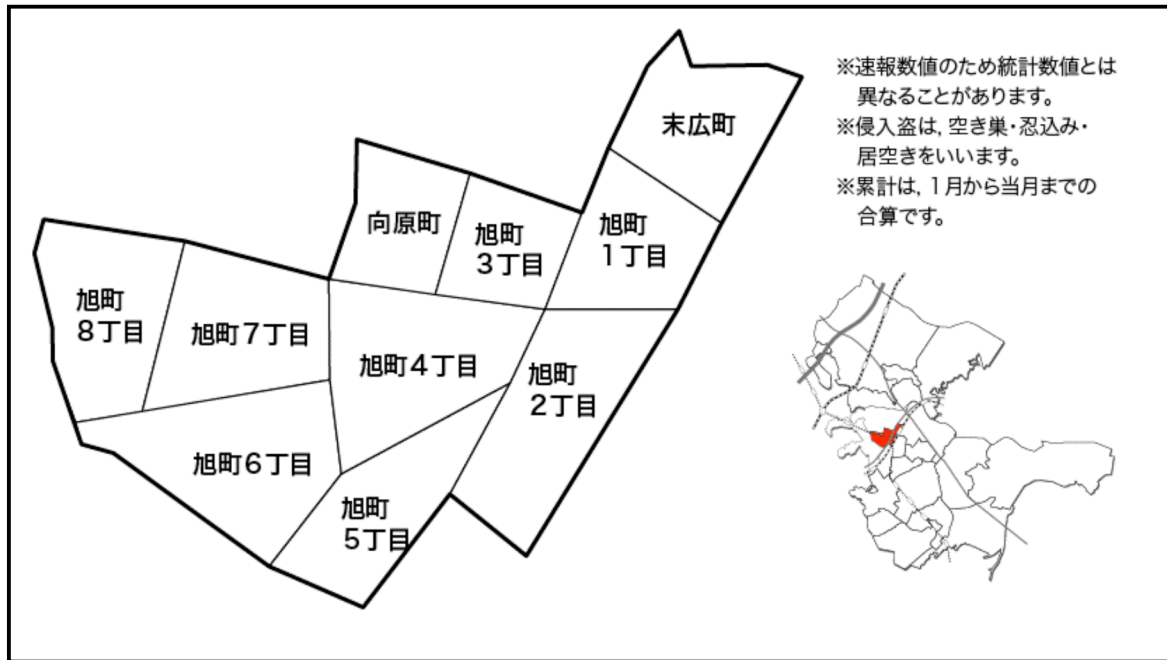 末広町
向原町
旭町
3丁目
旭町
1丁目
旭町
8丁目
旭町7丁目
旭町4丁目
旭町
2丁目
旭町6丁目
旭町
5丁目
※速報数値のため統計数値とは
異なることがあります。
※侵入盗は,空き巣・忍込み・
居空きをいいます。
※累計は,1月から当月までの
合算です。